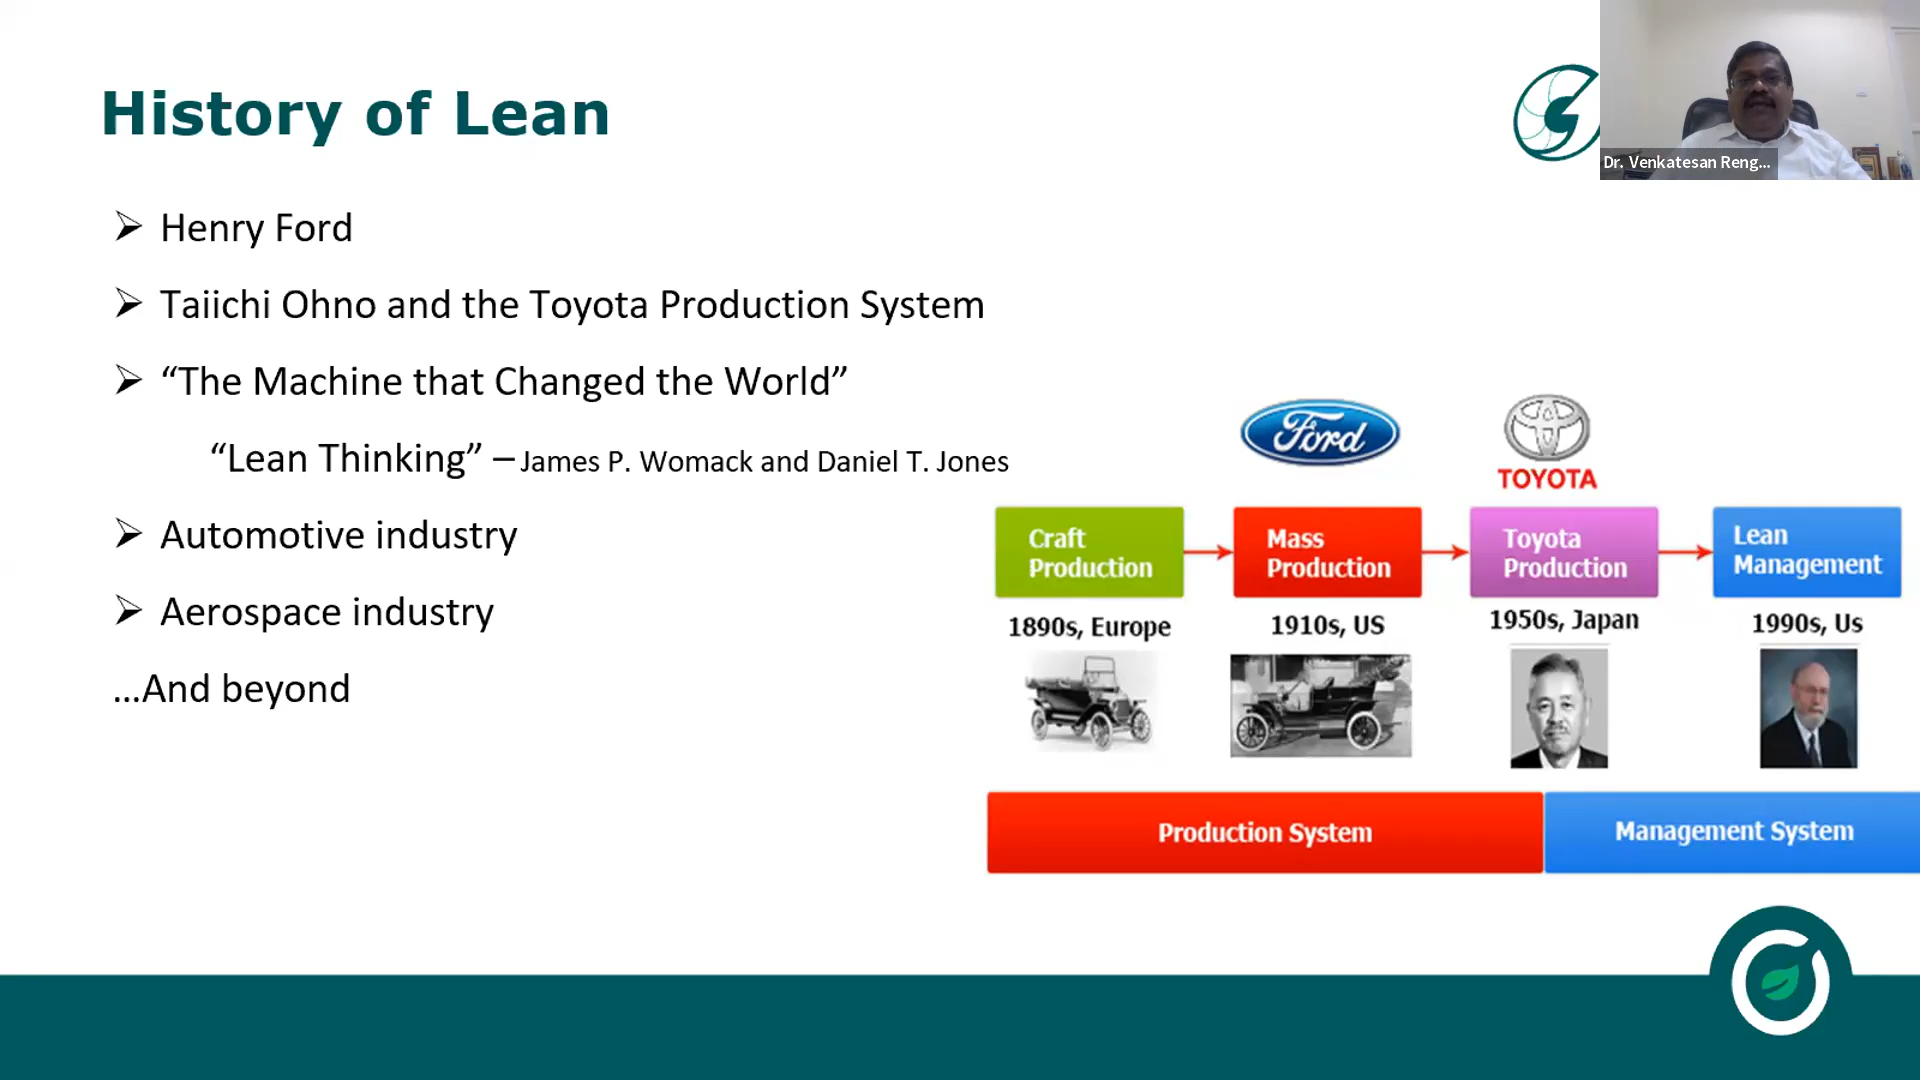 History of Lean
Dr. Venkatesan Reng...
➢ Henry Ford
➢ Taiichi Ohno and the Toyota Production System
➢ “The Machine that Changed the World”
“Lean Thinking” – James P. Womack and Daniel T. Jones
➢ Automotive industry
➢ Aerospace industry
...And beyond
Ford
TOYOTA
Craft
Production
Mass
Production
Toyota
Production
Lean
Management
1890s, Europe
1910s, US
1950s, Japan
1990s, Us
Production System
Management System